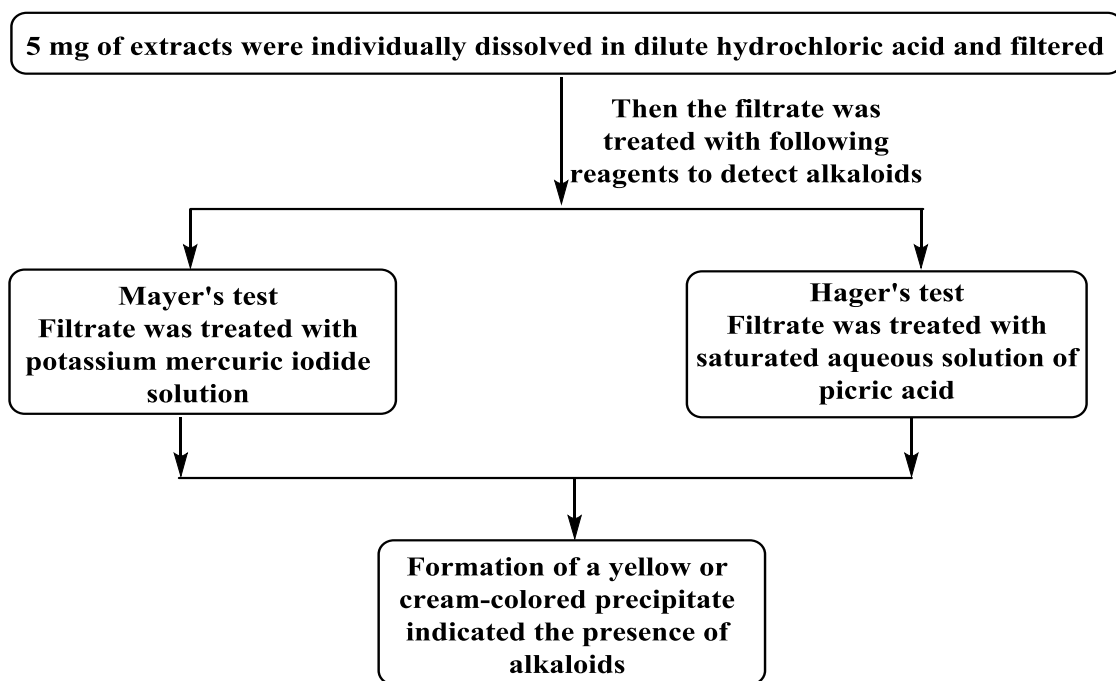 5 mg of extracts were individually dissolved in dilute hydrochloric acid and filtered
Then the filtrate was
treated with following
reagents to detect alkaloids
Mayer's test
Filtrate was treated with
potassium mercuric iodide
solution
Hager's test
Filtrate was treated with
saturated aqueous solution of
picric acid
Formation of a yellow or
cream-colored precipitate
indicated the presence of
alkaloids